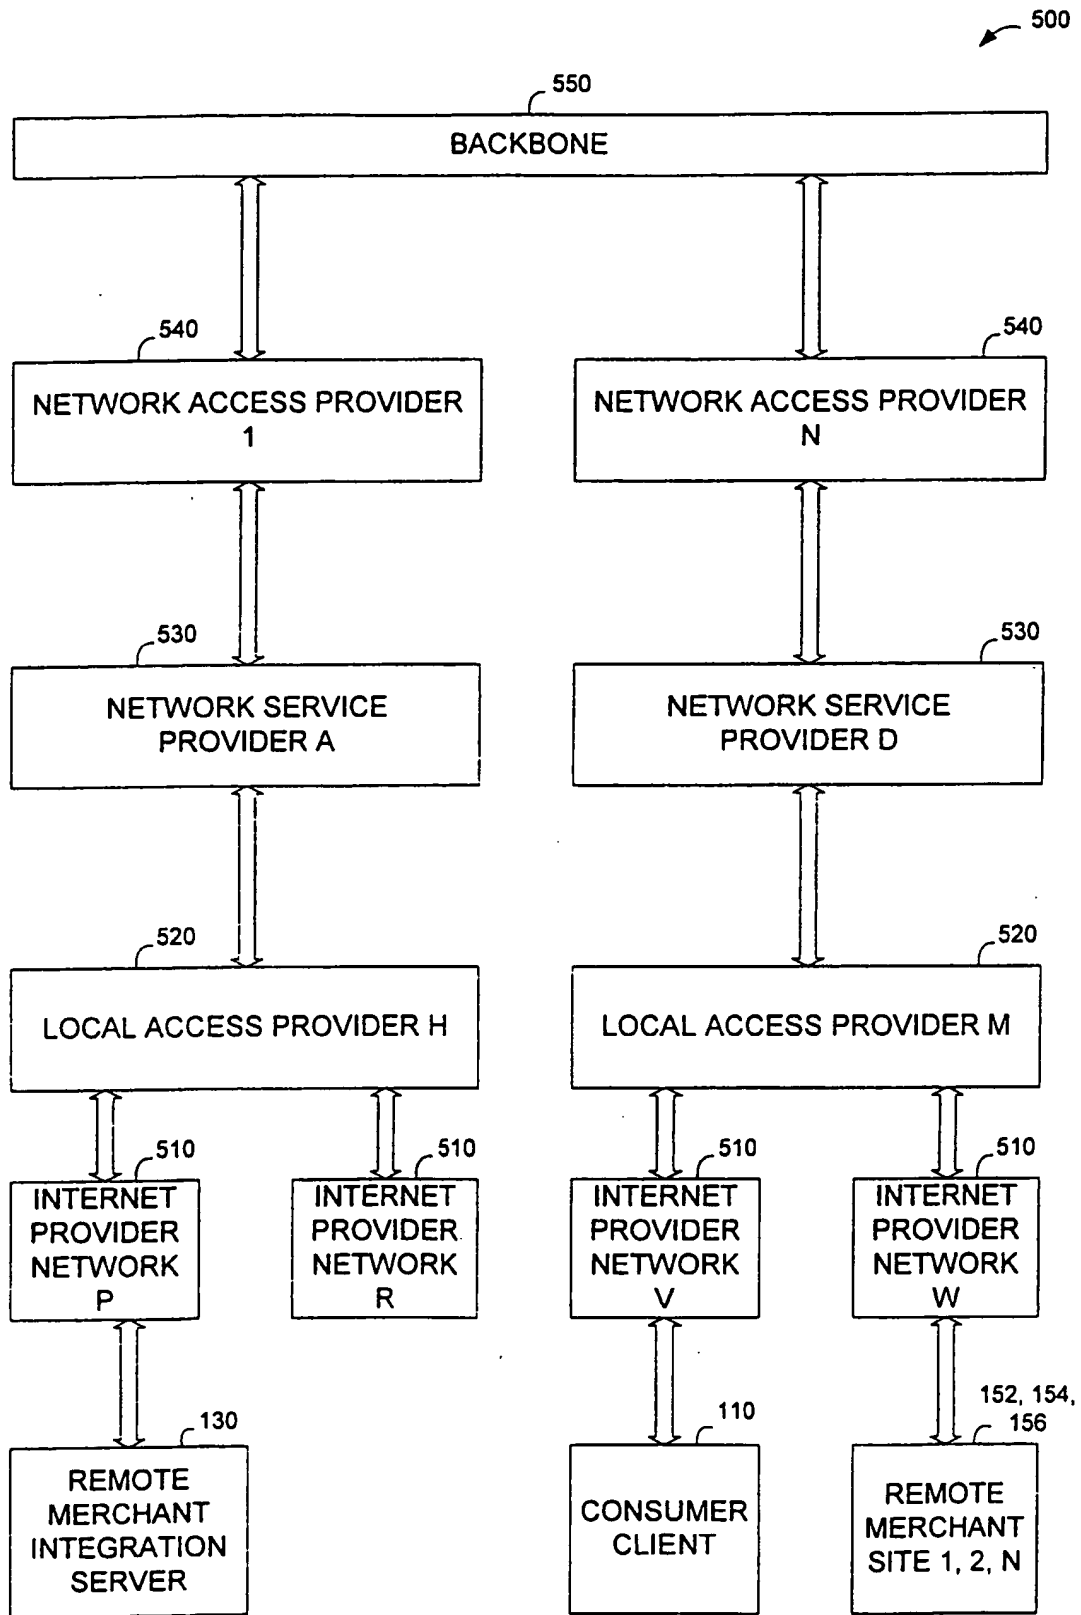 500
550
BACKBONE
540
540
NETWORK ACCESS PROVIDER
1
NETWORK ACCESS PROVIDER
N
530
530
NETWORK SERVICE
PROVIDER A
NETWORK SERVICE
PROVIDER D
520
520
LOCAL ACCESS PROVIDER H
LOCAL ACCESS PROVIDER M
510
510
510
510
INTERNET
PROVIDER
NETWORK
P
INTERNET
PROVIDER
NETWORK
R
INTERNET
PROVIDER
NETWORK
V
INTERNET
PROVIDER
NETWORK
W
130
110
152, 154,
156
REMOTE
MERCHANT
INTEGRATION
SERVER
CONSUMER
CLIENT
REMOTE
MERCHANT
SITE 1, 2, N